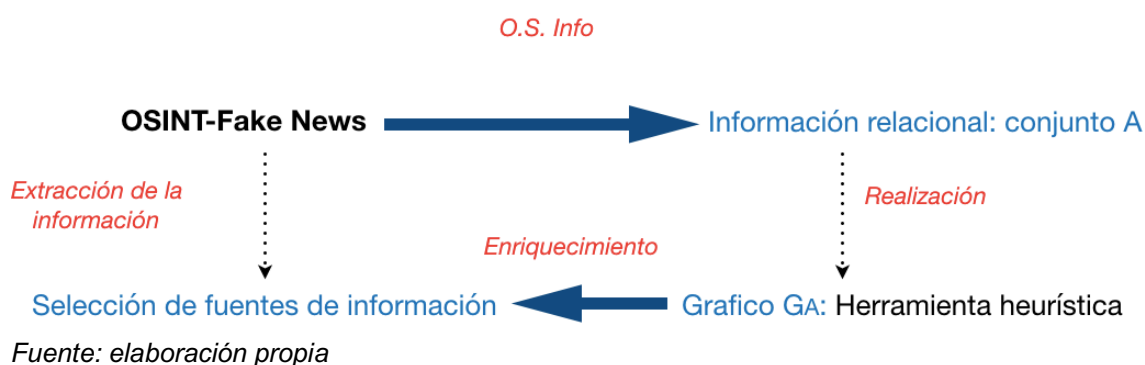 O.S. Info
OSINT-Fake News
Información relacional: conjunto A
Extracción de la
información
Realización
Enriquecimiento
Selección de fuentes de información
Grafico GA: Herramienta heurística
Fuente: elaboración propia